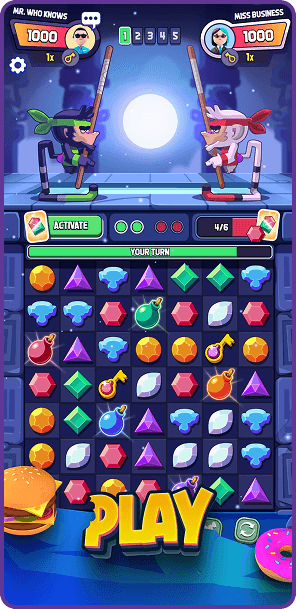 MR. WHO KNOWS
MISS BUSINESS
1000
1 2 3 4 5
1000
1x
1x
ACTIVATE
4/6
YOUR TURN
PLAY